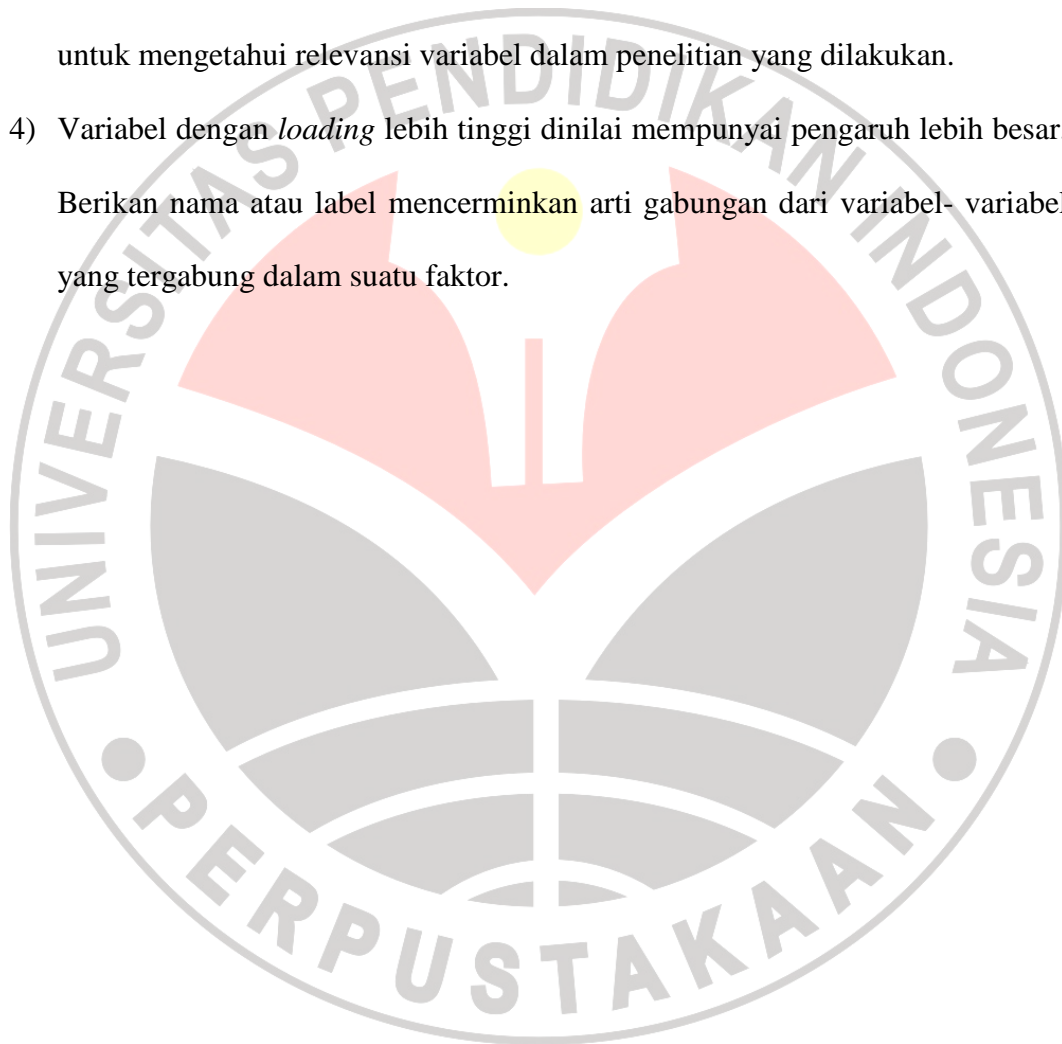 untuk mengetahui relevansi variabel dalam penelitian yang dilakukan.
4) Variabel dengan loading lebih tinggi dinilai mempunyai pengaruh lebih besar.
Berikan nama atau label mencerminkan arti gabungan dari variabel- variabel
yang tergabung dalam suatu faktor.
UNIVERSITAS PENDIDIKAN INDONESIA
PERPUSTAKAAN